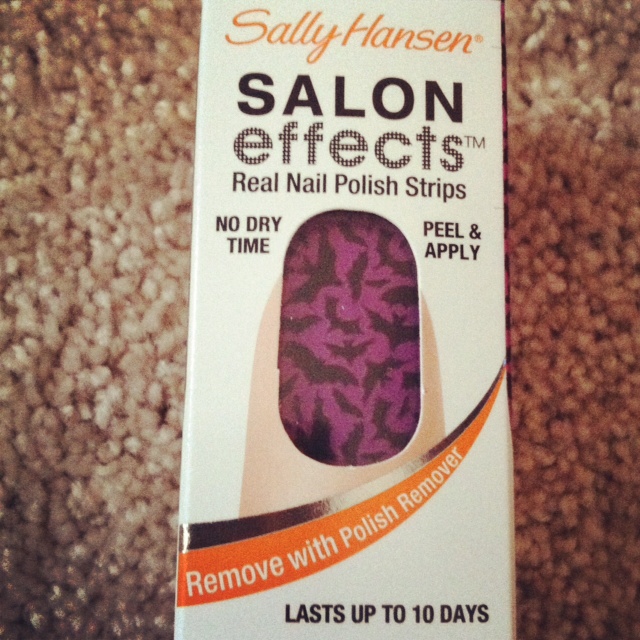 Sally Hansen®
SALON
effects™
Real Nail Polish Strips
NO DRY
TIME
PEEL &
APPLY
Remove with Polish Remover
LASTS UP TO 10 DAYS